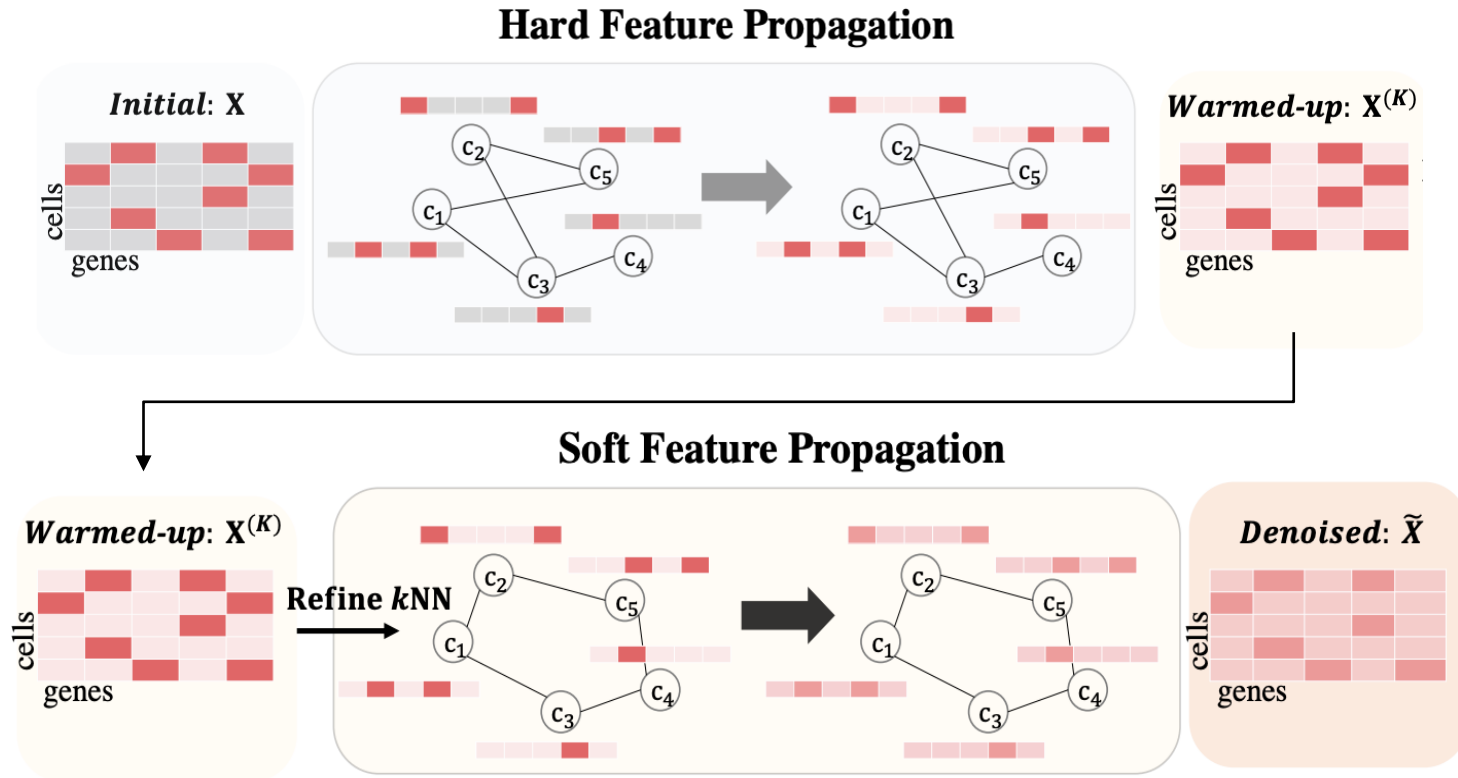 Hard Feature Propagation
Initial: X
cells
genes
c₂
c₅
c₁
c₄
c₃
c₂
c₅
c₁
c₄
c₃
Warmed-up: X⁽ᴷ⁾
cells
genes
Soft Feature Propagation
Warmed-up: X⁽ᴷ⁾
cells
genes
Refine kNN
c₂
c₅
c₁
c₄
c₃
c₂
c₅
c₁
c₄
c₃
Denoised: X̃
cells
genes